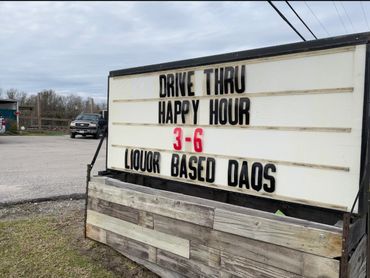 DRIVE THRU
HAPPY HOUR
3-6
LIQUOR BASED DAQS